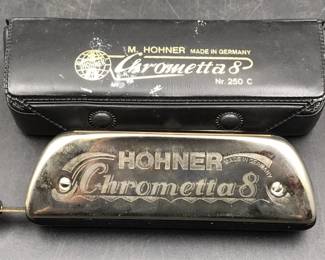 M. HOHNER MADE IN GERMANY
Chrometta 8
Nr. 250 C
HOHNER MADE IN GERMANY
Chrometta 8